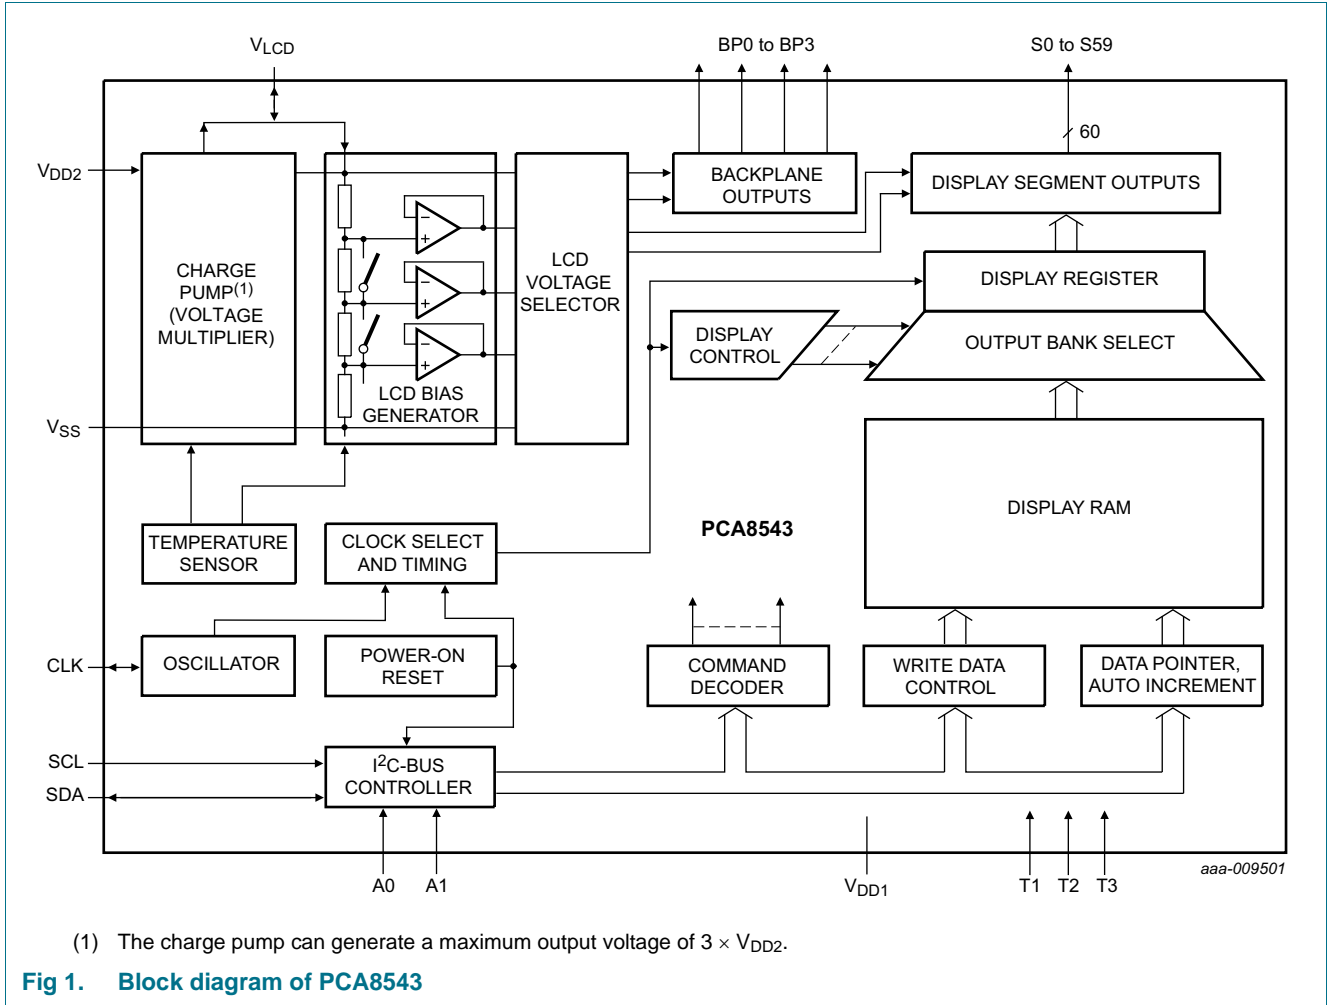 VLCD
BP0 to BP3
S0 to S59
60
VDD2
BACKPLANE
OUTPUTS
DISPLAY SEGMENT OUTPUTS
CHARGE
PUMP(1)
(VOLTAGE
MULTIPLIER)
−
+
−
+
−
+
LCD BIAS
GENERATOR
LCD
VOLTAGE
SELECTOR
DISPLAY REGISTER
DISPLAY
CONTROL
OUTPUT BANK SELECT
VSS
DISPLAY RAM
PCA8543
TEMPERATURE
SENSOR
CLOCK SELECT
AND TIMING
CLK
OSCILLATOR
POWER-ON
RESET
COMMAND
DECODER
WRITE DATA
CONTROL
DATA POINTER,
AUTO INCREMENT
SCL
SDA
I2C-BUS
CONTROLLER
A0
A1
VDD1
T1
T2
T3
aaa-009501
(1) The charge pump can generate a maximum output voltage of 3 × VDD2.
Fig 1. Block diagram of PCA8543